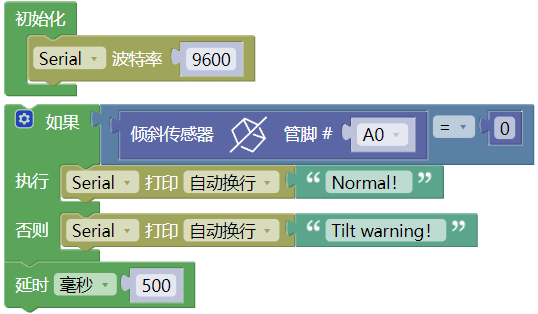 初始化
Serial 波特率 9600
如果 倾斜传感器 管脚 # A0 = 0
执行 Serial 打印 自动换行 “ Normal! ”
否则 Serial 打印 自动换行 “ Tilt warning! ”
延时 毫秒 500